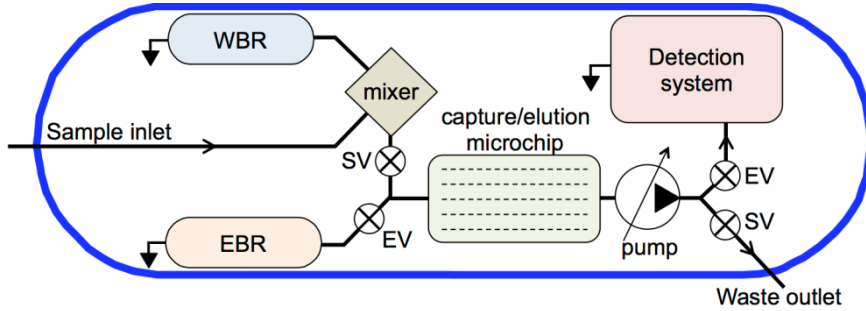 WBR
Detection
system
mixer
capture/elution
microchip
Sample inlet
SV
EV
SV
EBR
EV
pump
Waste outlet